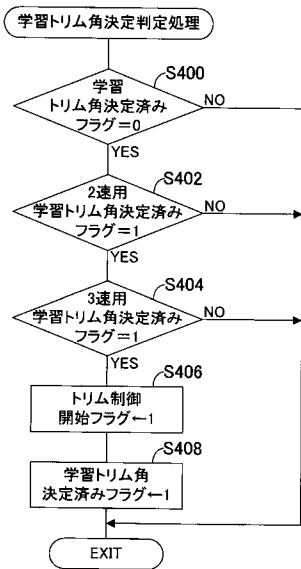 学習トリム角決定判定処理
S400
学習
トリム角決定済み
フラグ=0
NO
YES
S402
2速用
学習トリム角決定済み
フラグ=1
NO
YES
S404
3速用
学習トリム角決定済み
フラグ=1
NO
YES
S406
トリム制御
開始フラグ←1
S408
学習トリム角
決定済みフラグ←1
EXIT